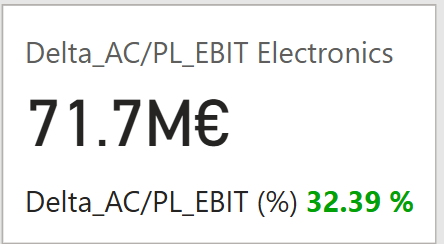 Delta_AC/PL_EBIT Electronics
71.7M€
Delta_AC/PL_EBIT (%) 32.39 %